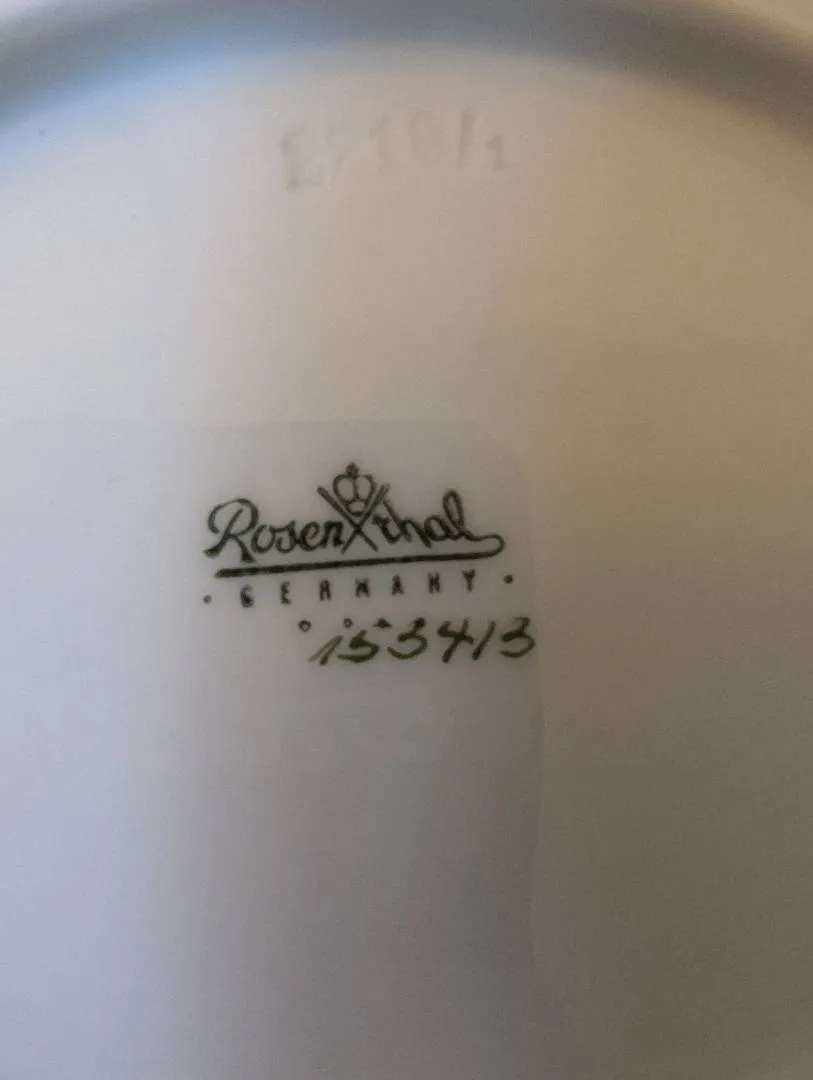 Rosenthal
· GERMANY ·
153413